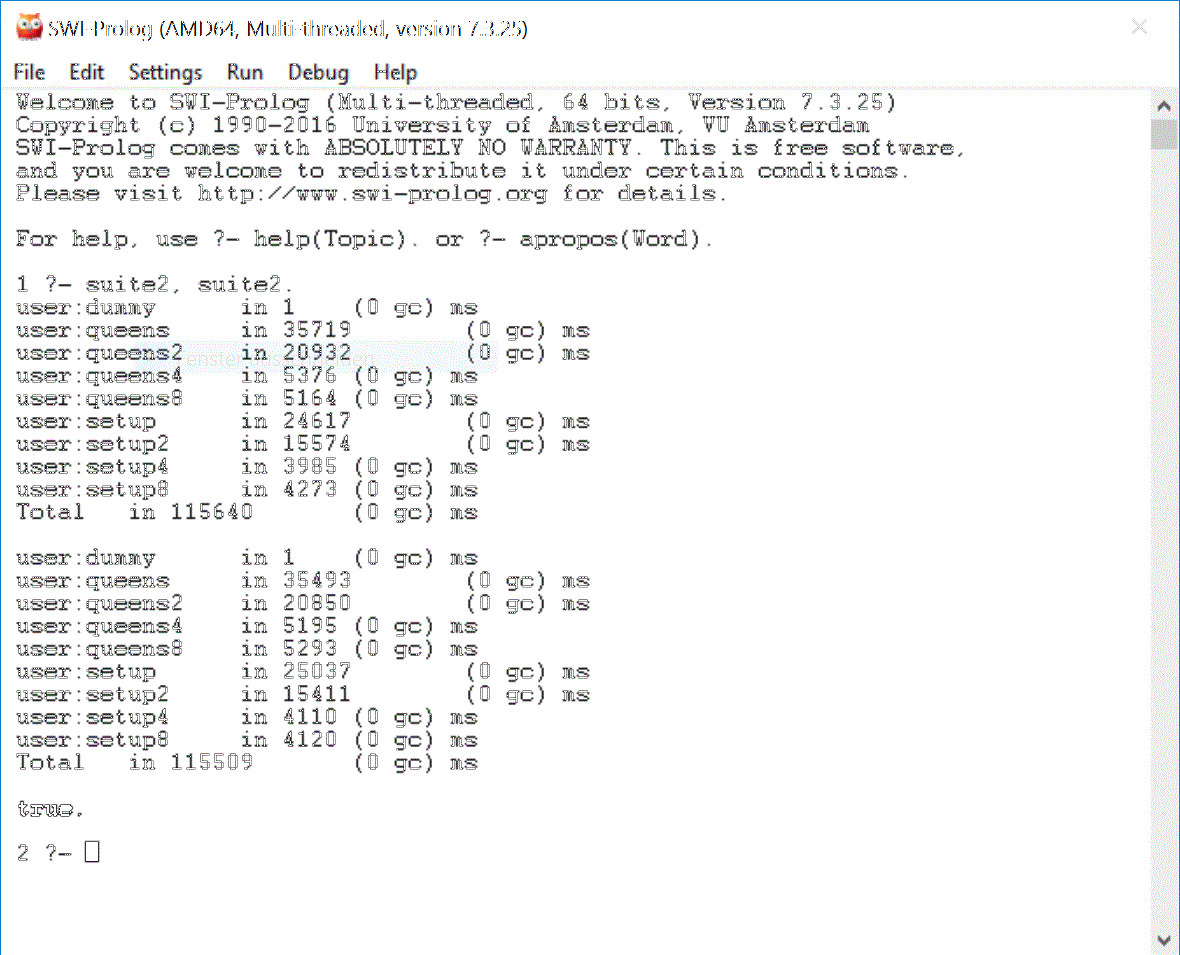 SWI-Prolog (AMD64, Multi-threaded, version 7.3.25)
File Edit Settings Run Debug Help
Welcome to SWI-Prolog (Multi-threaded, 64 bits, Version 7.3.25)
Copyright (c) 1990-2016 University of Amsterdam, VU Amsterdam
SWI-Prolog comes with ABSOLUTELY NO WARRANTY. This is free software,
and you are welcome to redistribute it under certain conditions.
Please visit http://www.swi-prolog.org for details.
For help, use ?- help(Topic). or ?- apropos(Word).
1 ?- suite2, suite2.
user:dummy in 1 (0 gc) ms
user:queens in 35719 (0 gc) ms
user:queens2 in 20932 (0 gc) ms
user:queens4 in 5376 (0 gc) ms
user:queens8 in 5164 (0 gc) ms
user:setup in 24617 (0 gc) ms
user:setup2 in 15574 (0 gc) ms
user:setup4 in 3985 (0 gc) ms
user:setup8 in 4273 (0 gc) ms
Total in 115640 (0 gc) ms
user:dummy in 1 (0 gc) ms
user:queens in 35493 (0 gc) ms
user:queens2 in 20850 (0 gc) ms
user:queens4 in 5195 (0 gc) ms
user:queens8 in 5293 (0 gc) ms
user:setup in 25037 (0 gc) ms
user:setup2 in 15411 (0 gc) ms
user:setup4 in 4110 (0 gc) ms
user:setup8 in 4120 (0 gc) ms
Total in 115509 (0 gc) ms
true.
2 ?-